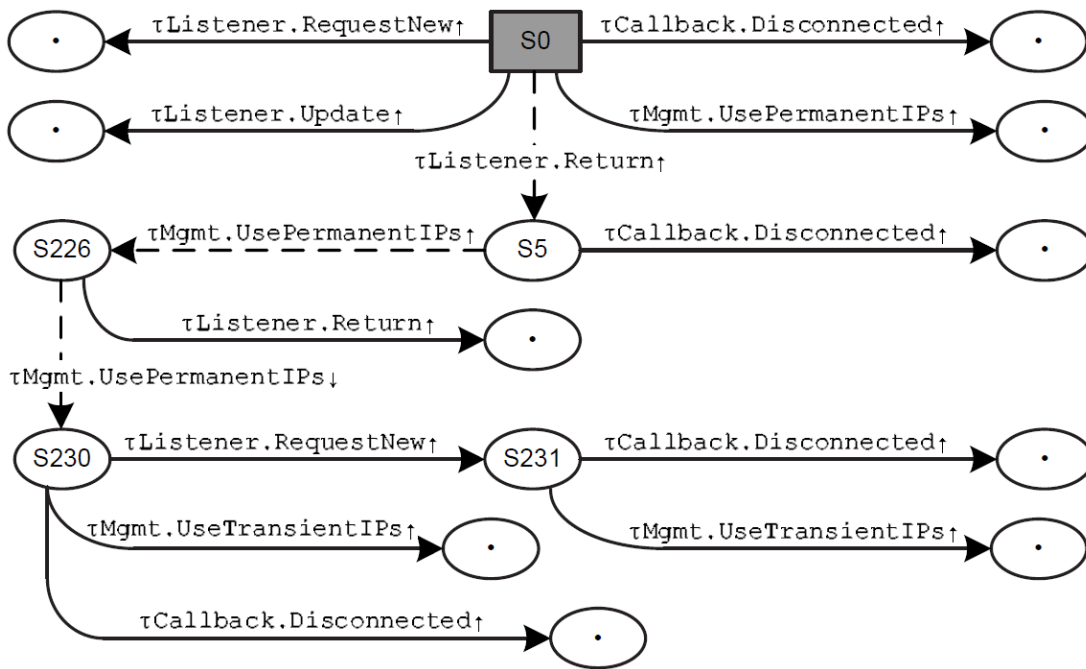 τListener.RequestNew↑ S0 τCallback.Disconnected↑
τListener.Update↑ τMgmt.UsePermanentIPs↑
τListener.Return↑
S226 τMgmt.UsePermanentIPs↑ S5 τCallback.Disconnected↑
τListener.Return↑
τMgmt.UsePermanentIPs↓
S230 τListener.RequestNew↑ S231 τCallback.Disconnected↑
τMgmt.UseTransientIPs↑ τMgmt.UseTransientIPs↑
τCallback.Disconnected↑